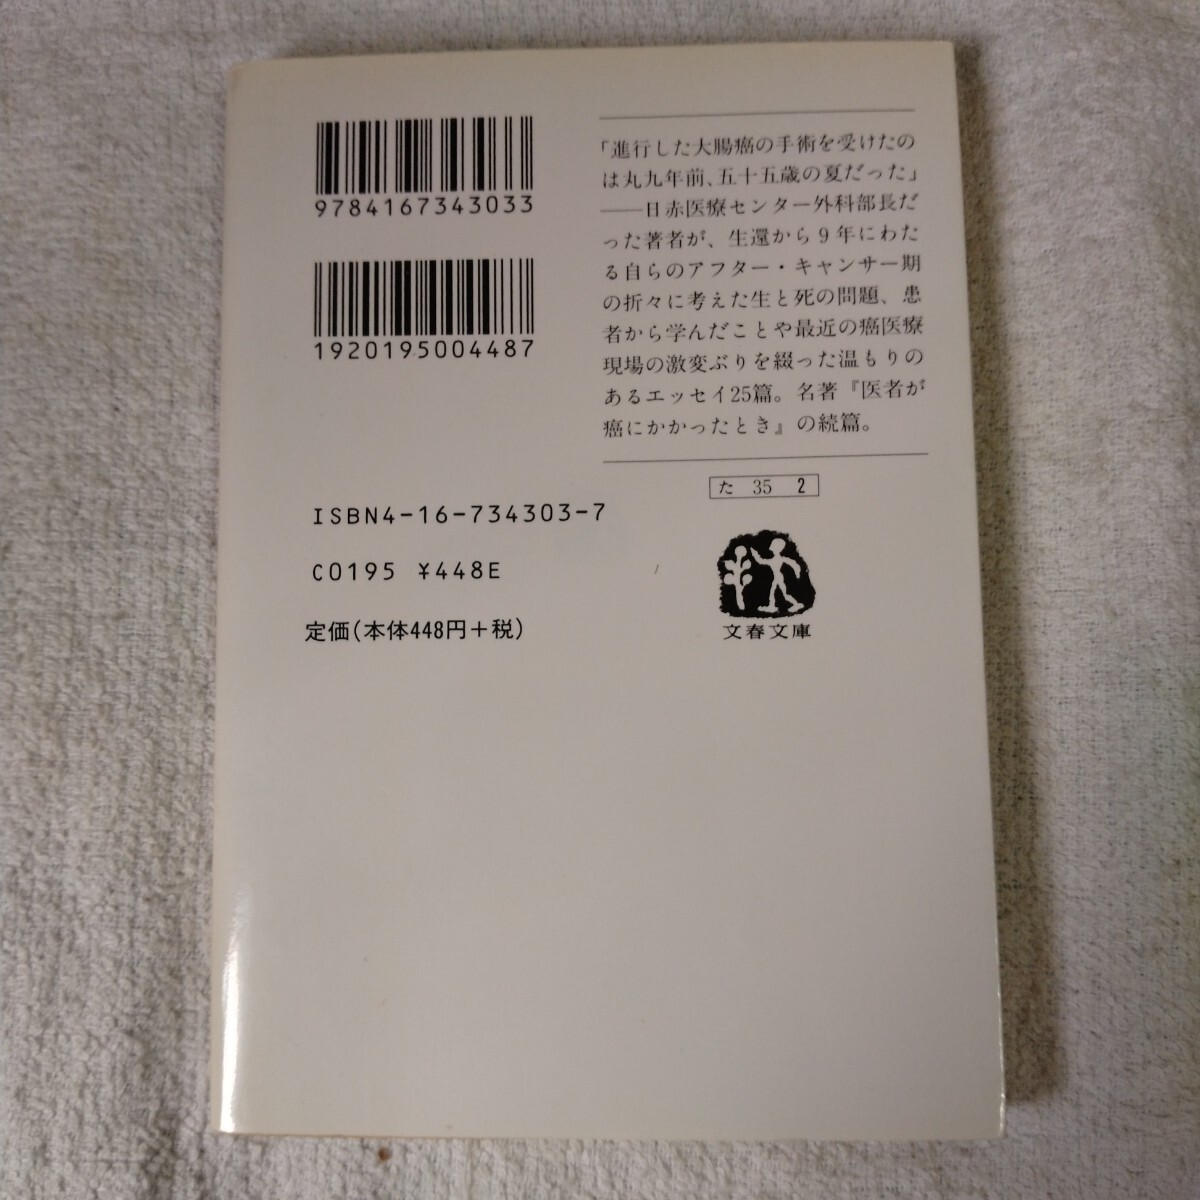 9784167343033
1920195004487
ISBN4-16-734303-7
C0195 ¥448E
定価(本体448円+税)
「進行した大腸癌の手術を受けたの
は丸九年前、五十五歳の夏だった」
――日赤医療センター外科部長だ
った著者が、生還から9年にわた
る自らのアフター・キャンサー期
の折々に考えた生と死の問題、患
者から学んだことや最近の癌医療
現場の激変ぶりを綴った温もりの
あるエッセイ25篇。名著『医者が
癌にかかったとき』の続篇。
た 35 2
文春文庫